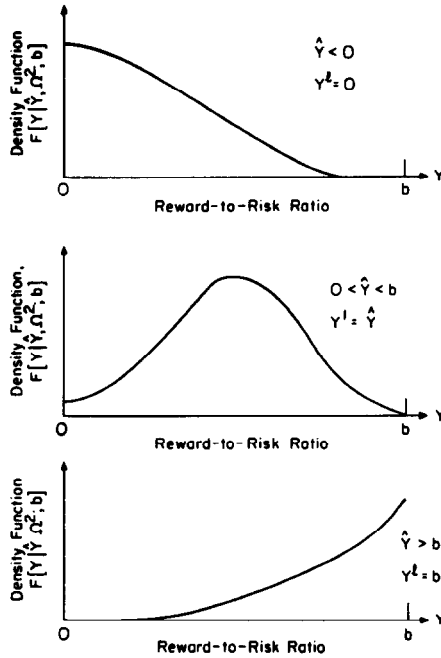 Density Function
F[Y|Ŷ, Ω², b]
Ŷ < 0
Yˡ = 0
0
b
Y
Reward-to-Risk Ratio
Density Function,
F[Y|Ŷ, Ω², b]
0 < Ŷ < b
Yˡ = Ŷ
0
b
Y
Reward-to-Risk Ratio
Density Function
F[Y|Ŷ Ω², b]
Ŷ > b
Yˡ = b
0
b
Y
Reward-to-Risk Ratio